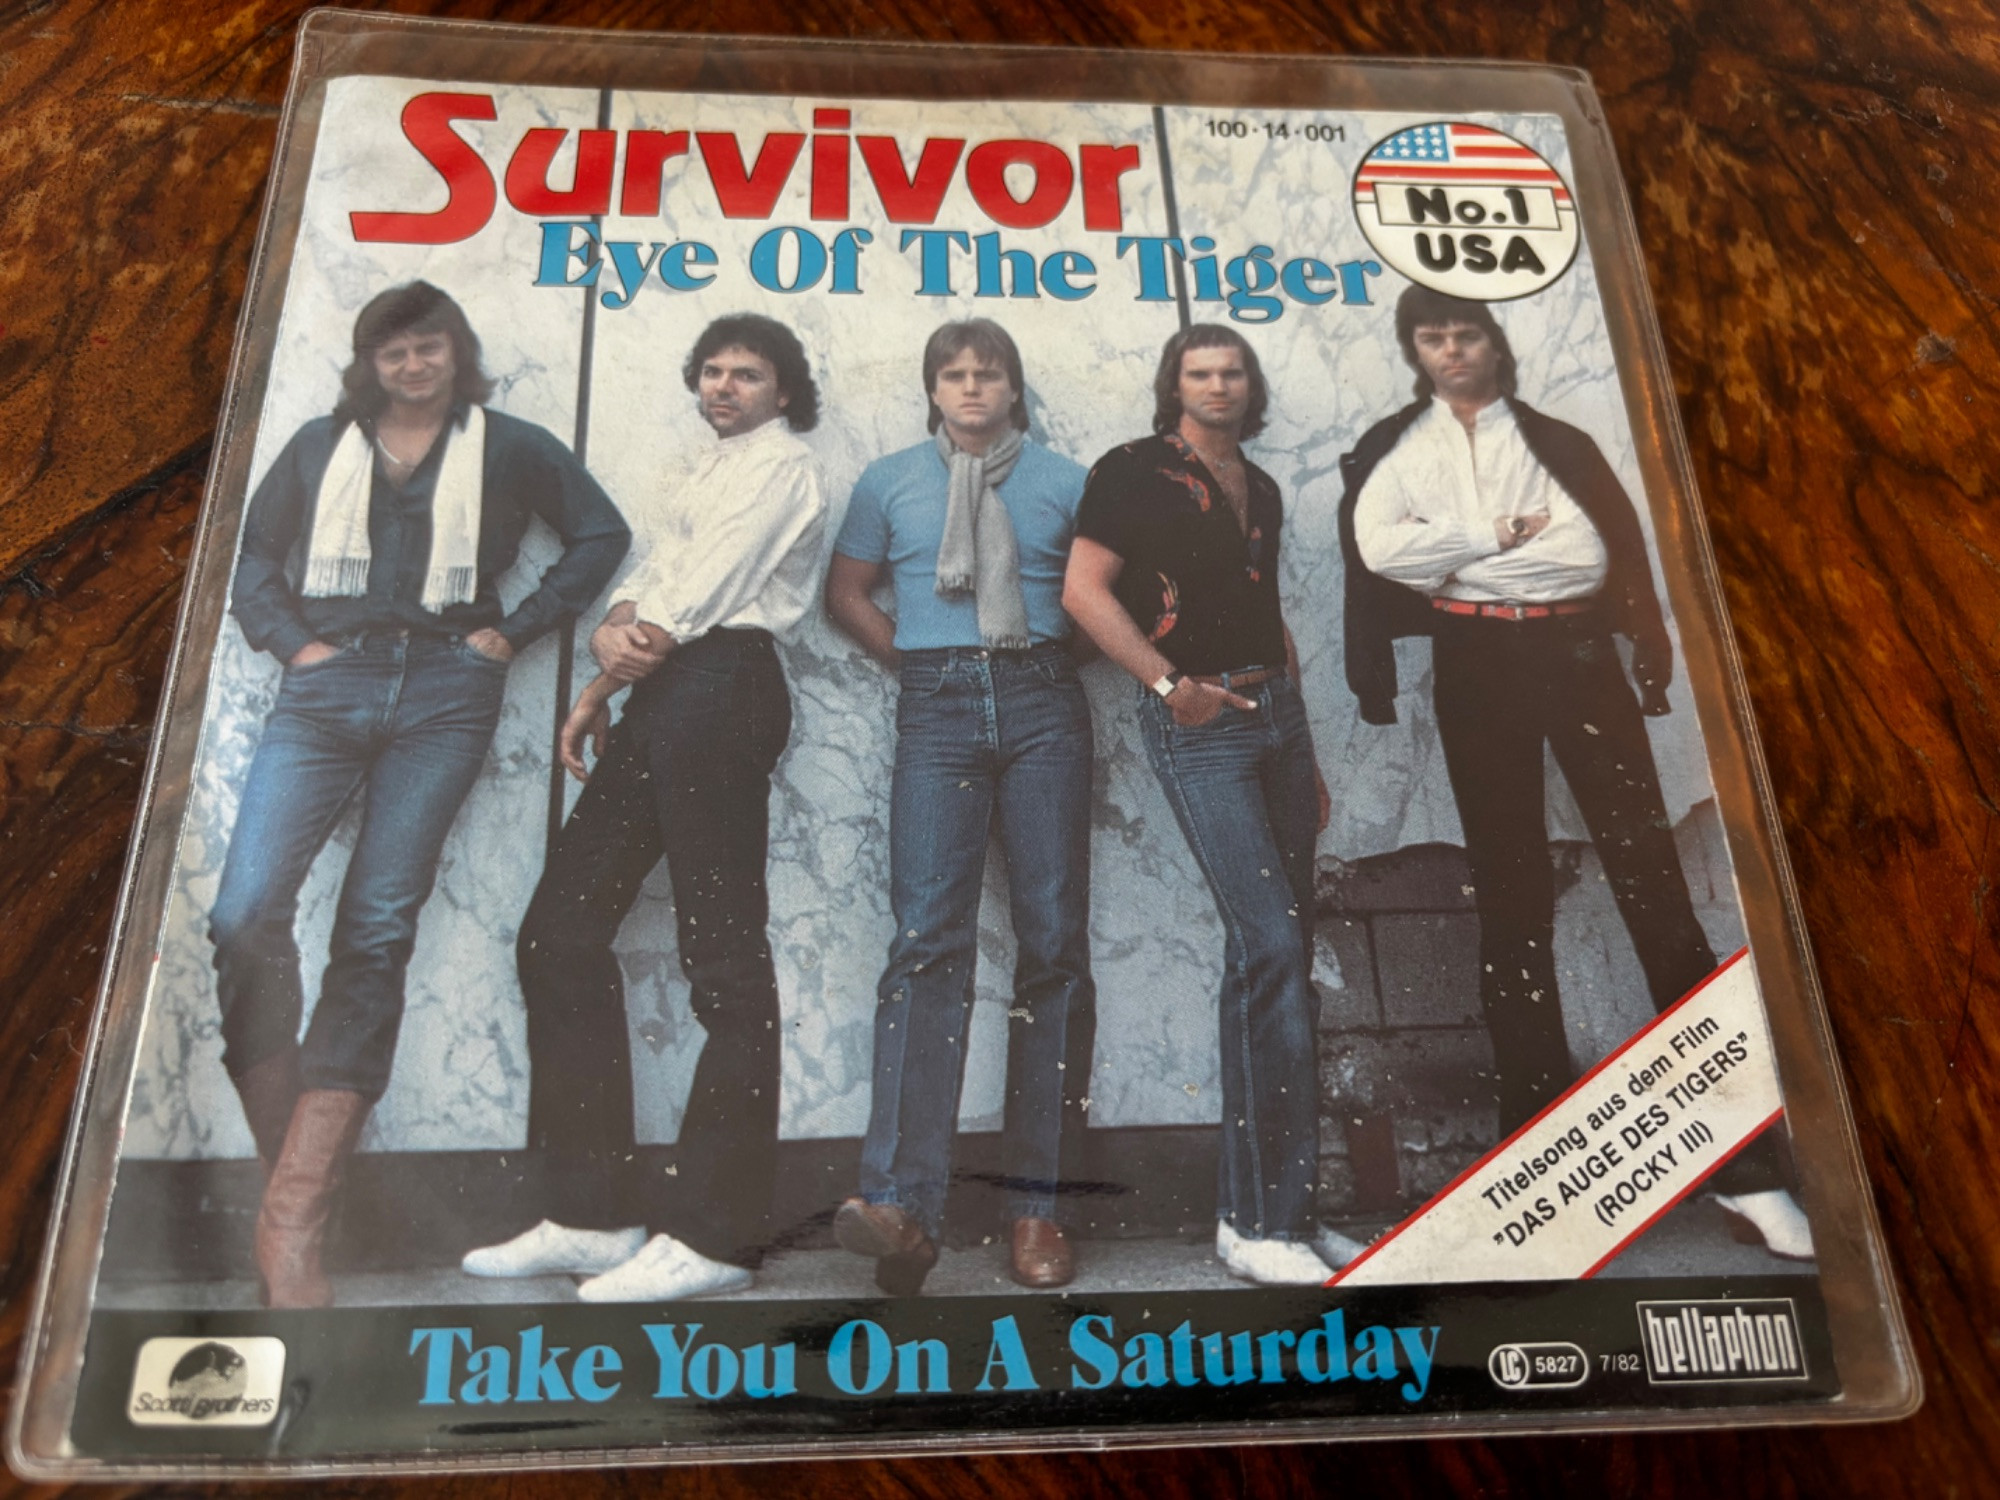 Survivor
100·14·001
No.1
USA
Eye Of The Tiger
Titelsong aus dem Film
"DAS AUGE DES TIGERS"
(ROCKY III)
Take You On A Saturday
Scotti Brothers
LC 5827
7/82
bellaphon